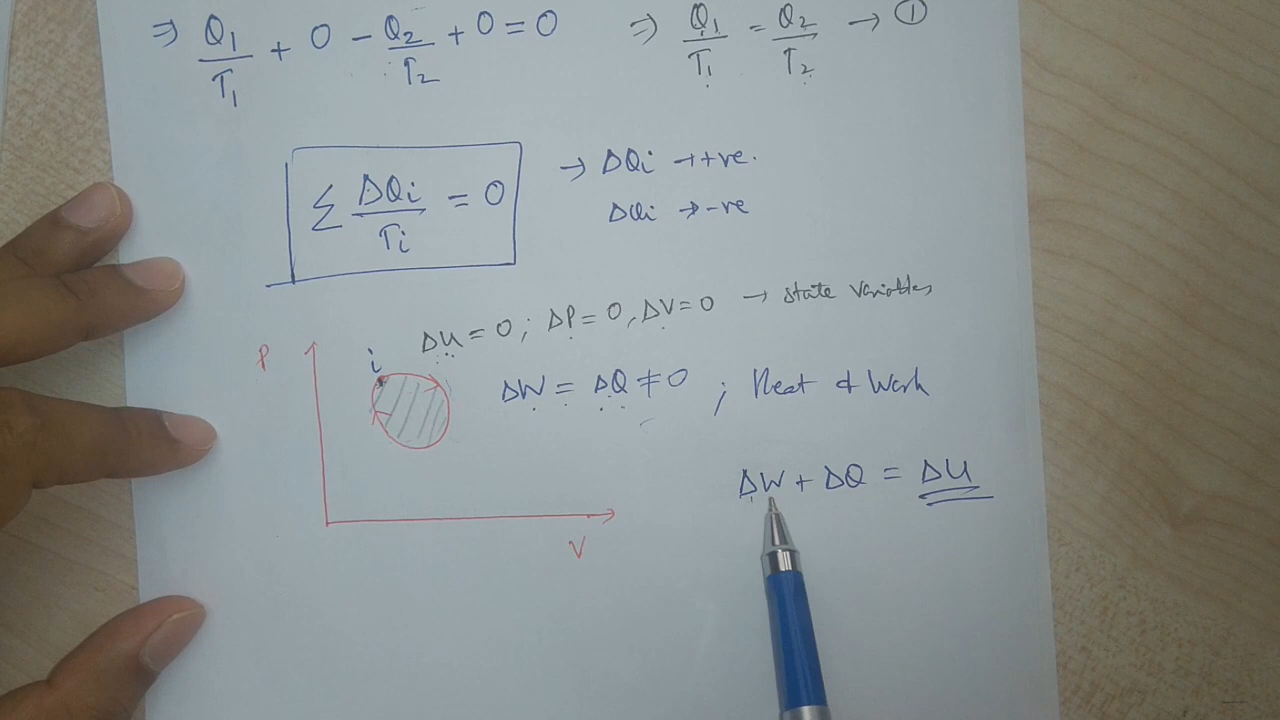 ⇒ Q1/T1 + 0 - Q2/T2 + 0 = 0 ⇒ Q1/T1 = Q2/T2 → ①
Σ ΔQi/Ti = 0 → ΔQi → +ve.
ΔQi → -ve
ΔU = 0; ΔP = 0, ΔV = 0 → state variables
P
i
ΔW = ΔQ ≠ 0 ; Heat & Work
ΔW + ΔQ = ΔU
V